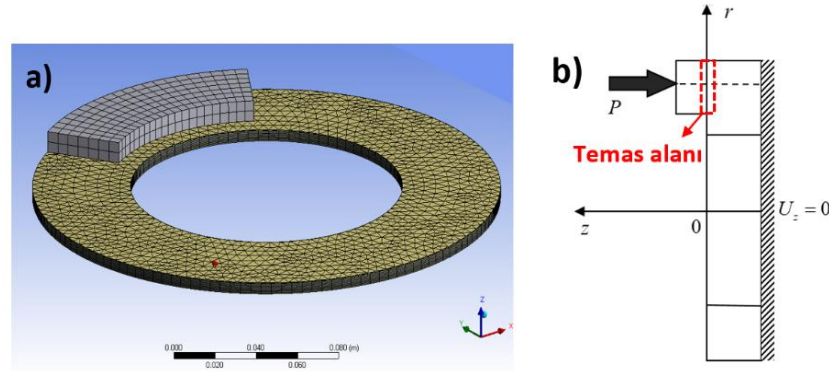 a)
0.000
0.040
0.080 (m)
0.020
0.060
Z
Y
X
b)
r
P
Temas alanı
z
0
U_z = 0